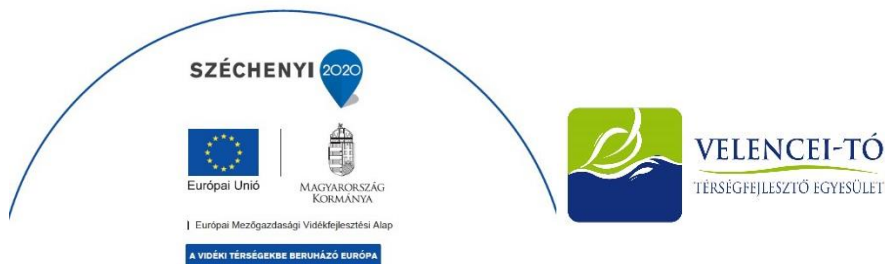 SZÉCHENYI 2020
Európai Unió
MAGYARORSZÁG
KORMÁNYA
Európai Mezőgazdasági Vidékfejlesztési Alap
A VIDÉKI TÉRSÉGEKBE BERUHÁZÓ EURÓPA
VELENCEI-TÓ
TÉRSÉGFEJLESZTŐ EGYESÜLET